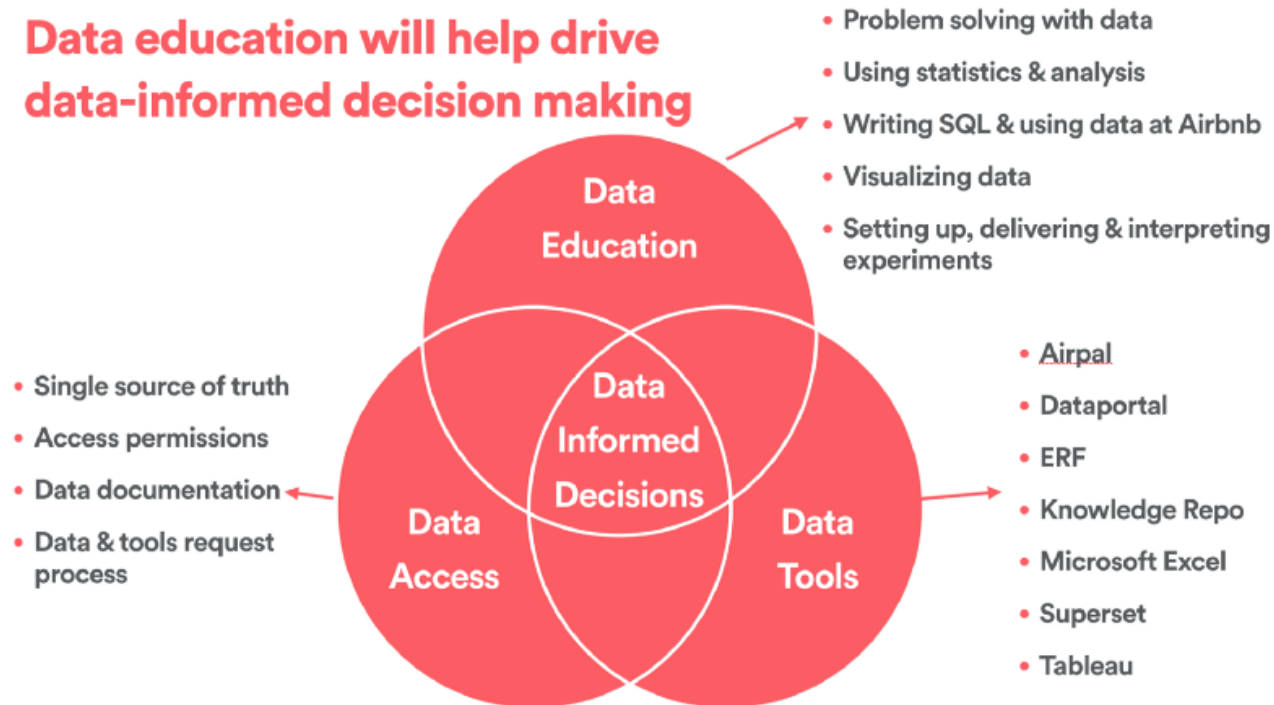 Data education will help drive
data-informed decision making
• Problem solving with data
• Using statistics & analysis
• Writing SQL & using data at Airbnb
• Visualizing data
• Setting up, delivering & interpreting
experiments
Data
Education
Data
Informed
Decisions
Data
Access
Data
Tools
• Single source of truth
• Access permissions
• Data documentation
• Data & tools request
process
• Airpal
• Dataportal
• ERF
• Knowledge Repo
• Microsoft Excel
• Superset
• Tableau